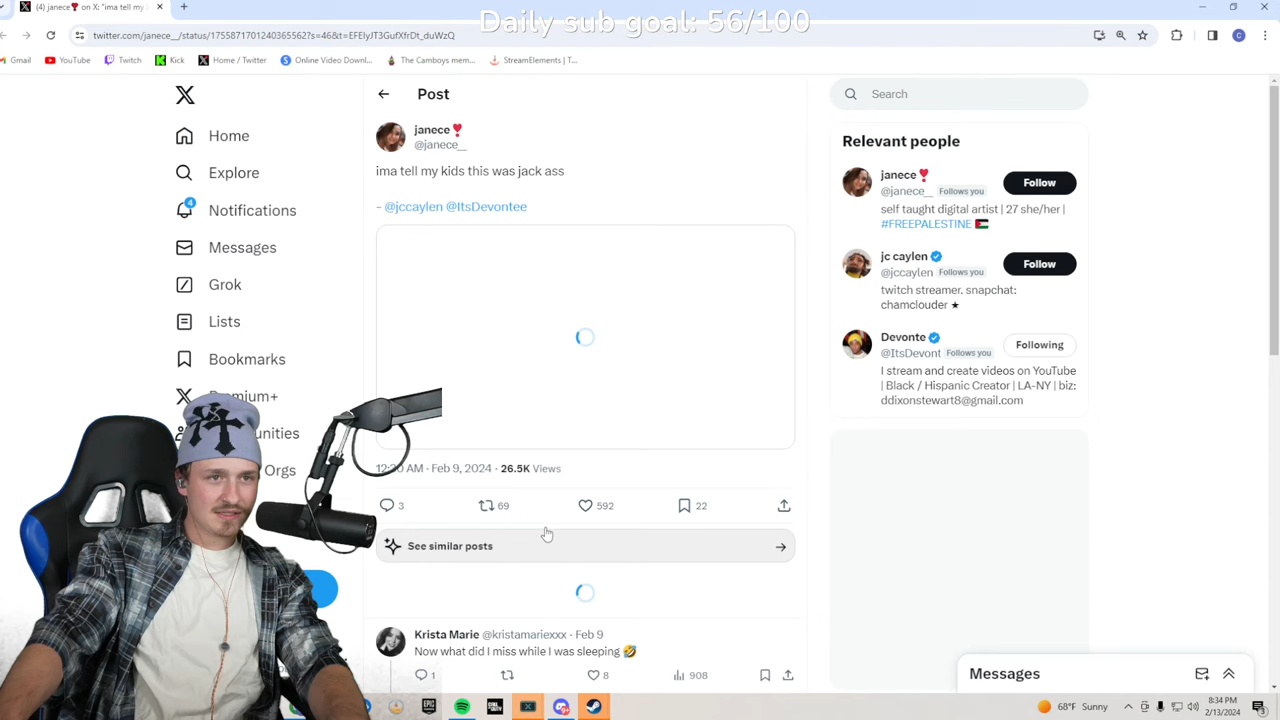 (4) janece❣️ on X: "ima tell my k
Daily sub goal: 56/100
twitter.com/janece__/status/1755871701240365562?s=46&t=EFElyJT3GufXfrDt_duWzQ
Gmail
YouTube
Twitch
Kick
Home / Twitter
Online Video Downl...
The Camboys mem...
StreamElements | T...
Home
Explore
4
Notifications
Messages
Grok
Lists
Bookmarks
Premium+
Orgs
Post
janece❣️
@janece__
ima tell my kids this was jack ass
- @jccaylen @ItsDevontee
AM · Feb 9, 2024 · 26.5K Views
3
69
592
22
See similar posts
Krista Marie @kristamariexxx · Feb 9
Now what did I miss while I was sleeping 🤣
1
8
908
Search
Relevant people
janece❣️
@janece__ Follows you
Follow
self taught digital artist | 27 she/her |
#FREEPALESTINE 🇵🇸
jc caylen
@jccaylen Follows you
Follow
twitch streamer. snapchat:
chamclouder ★
Devonte
@ItsDevont Follows you
Following
I stream and create videos on YouTube
| Black / Hispanic Creator | LA-NY | biz:
ddixonstewart8@gmail.com
Messages
EPIC
68°F Sunny
8:34 PM
2/13/2024